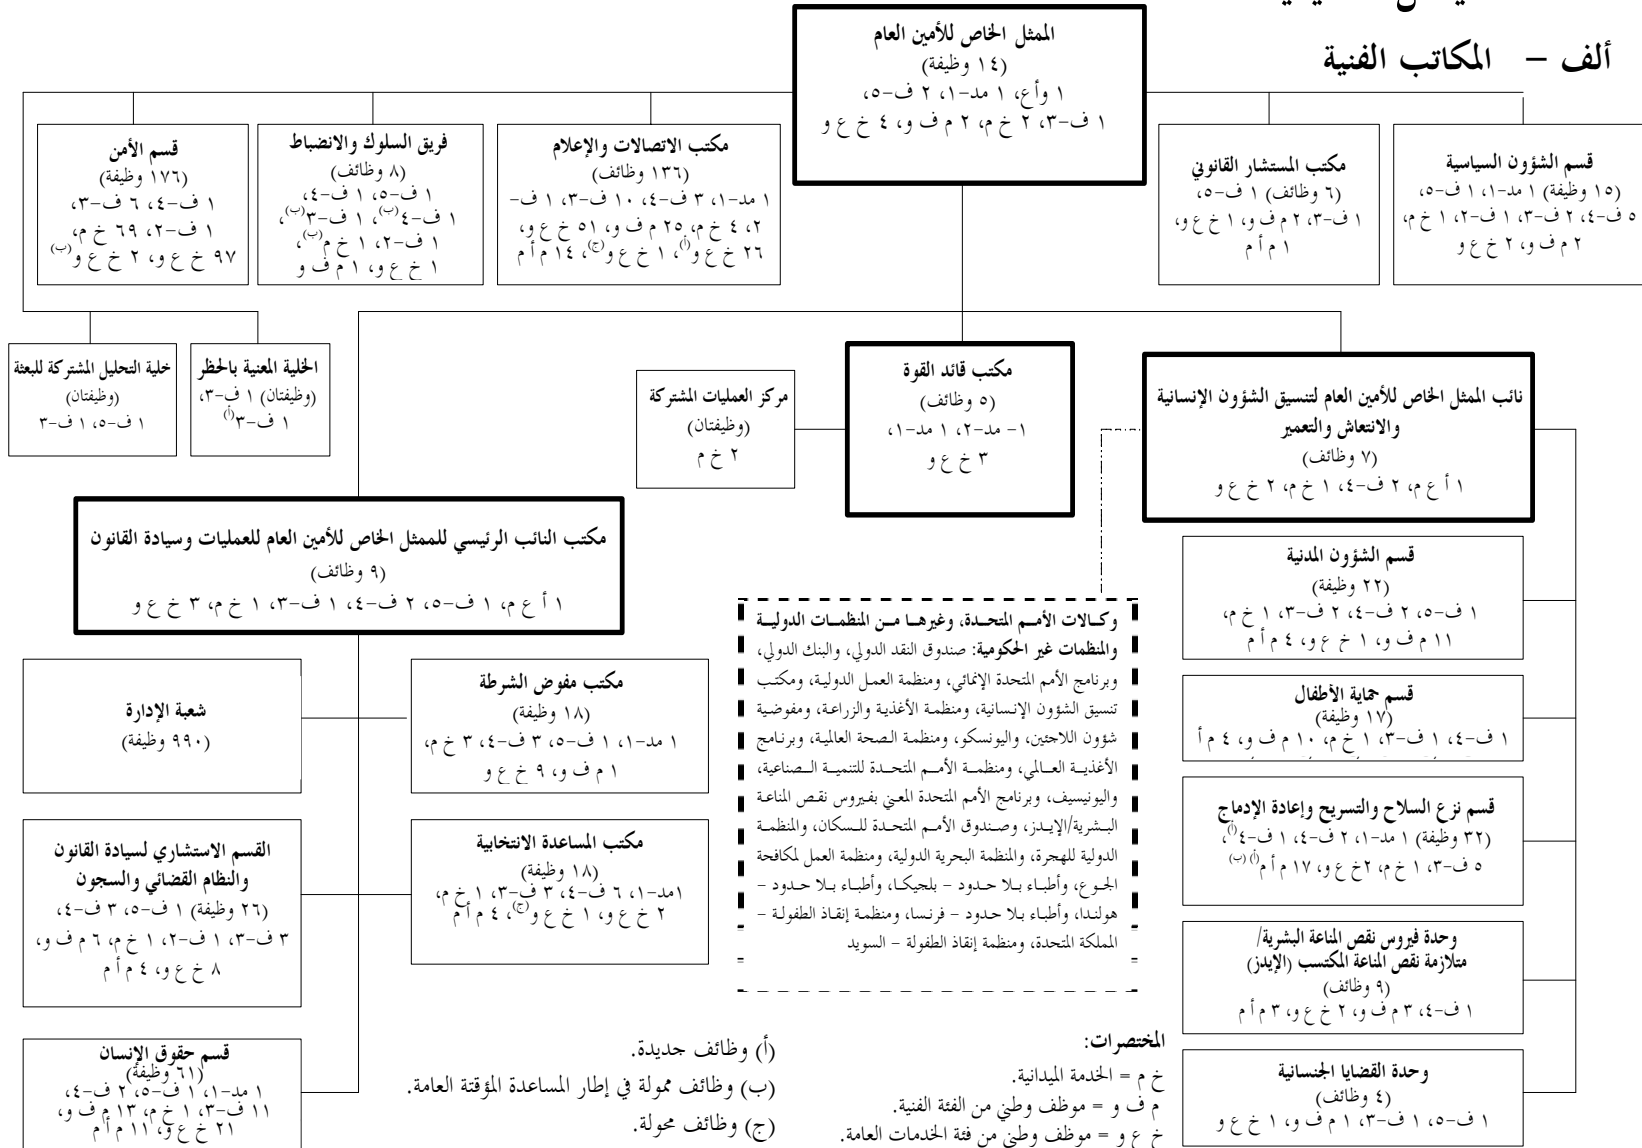 ألف – المكاتب الفنية
الممثل الخاص للأمين العام
(١٤ وظيفة)
١ وأع، ١ مد-١، ٢ ف-٥،
١ ف-٣، ٢ خ م، ٢ م ف و، ٤ خ ع و
قسم الشؤون السياسية
(١٥ وظيفة) ١ مد-١، ١ ف-٥،
٥ ف-٤، ٢ ف-٣، ١ ف-٢، ١ خ م،
٢ م ف و، ٢ خ ع و
مكتب المستشار القانوني
(٦ وظائف) ١ ف-٥،
١ ف-٣، ٢ م ف و، ١ خ ع و،
١ م أ م
مكتب الاتصالات والإعلام
(١٣٦ وظائف)
١ مد-١، ٣ ف-٤، ١٠ ف-٣، ١ ف-
٢، ٤ خ م، ٢٥ م ف و، ٥١ خ ع و،
٢٦ خ ع و(أ)، ١ خ ع و(ج)، ١٤ م أ م
فريق السلوك والانضباط
(٨ وظائف)
١ ف-٥، ١ ف-٤،
١ ف-٤(ب)، ١ ف-٣(ب)،
١ ف-٢، ١ خ م(ب)،
١ خ ع و، ١ م ف و
قسم الأمن
(١٧٦ وظيفة)
١ ف-٤، ٦ ف-٣،
١ ف-٢، ٦٩ خ م،
٩٧ خ ع و، ٢ خ ع و(ب)
الخلية المعنية بالحظر
(وظيفتان) ١ ف-٣،
١ ف-٣(أ)
خلية التحليل المشتركة للبعثة
(وظيفتان)
١ ف-٥، ١ ف-٣
نائب الممثل الخاص للأمين العام لتنسيق الشؤون الإنسانية
والانتعاش والتعمير
(٧ وظائف)
١ أ ع م، ٢ ف-٤، ١ خ م، ٢ خ ع و
مكتب قائد القوة
(٥ وظائف)
١- مد-٢، ١ مد-١،
٣ خ ع و
مركز العمليات المشتركة
(وظيفتان)
٢ خ م
مكتب النائب الرئيسي للممثل الخاص للأمين العام للعمليات وسيادة القانون
(٩ وظائف)
١ أ ع م، ١ ف-٥، ٢ ف-٤، ١ ف-٣، ١ خ م، ٣ خ ع و
قسم الشؤون المدنية
(٢٢ وظيفة)
١ ف-٥، ٢ ف-٤، ٢ ف-٣، ١ خ م،
١١ م ف و، ١ خ ع و، ٤ م أ م
قسم حماية الأطفال
(١٧ وظيفة)
١ ف-٤، ١ ف-٣، ١ خ م، ١٠ م ف و، ٤ م أ
قسم نزع السلاح والتسريح وإعادة الإدماج
(٣٢ وظيفة) ١ مد-١، ٢ ف-٤، ١ ف-٤(أ)،
٥ ف-٣، ١ خ م، ٢خ ع و، ١٧ م أ م(أ) (ب)
وحدة فيروس نقص المناعة البشرية/
متلازمة نقص المناعة المكتسب (الإيدز)
(٩ وظائف)
١ ف-٤، ٣ م ف و، ٢ خ ع و، ٣ م أ م
وحدة القضايا الجنسانية
(٤ وظائف)
١ ف-٥، ١ ف-٣، ١ م ف و، ١ خ ع و
وكالات الأمم المتحدة، وغيرها من المنظمات الدولية
والمنظمات غير الحكومية: صندوق النقد الدولي، والبنك الدولي،
وبرنامج الأمم المتحدة الإنمائي، ومنظمة العمل الدولية، ومكتب
تنسيق الشؤون الإنسانية، ومنظمة الأغذية والزراعة، ومفوضية
شؤون اللاجئين، واليونسكو، ومنظمة الصحة العالمية، وبرنامج
الأغذية العالمي، ومنظمة الأمم المتحدة للتنمية الصناعية،
واليونيسيف، وبرنامج الأمم المتحدة المعني بفيروس نقص المناعة
البشرية/الإيدز، وصندوق الأمم المتحدة للسكان، والمنظمة
الدولية للهجرة، والمنظمة البحرية الدولية، ومنظمة العمل لمكافحة
الجوع، وأطباء بلا حدود - بلجيكا، وأطباء بلا حدود -
هولندا، وأطباء بلا حدود - فرنسا، ومنظمة إنقاذ الطفولة -
المملكة المتحدة، ومنظمة إنقاذ الطفولة - السويد
مكتب مفوض الشرطة
(١٨ وظيفة)
١ مد-١، ١ ف-٥، ٣ ف-٤، ٣ خ م،
١ م ف و، ٩ خ ع و
شعبة الإدارة
(٩٩٠ وظيفة)
مكتب المساعدة الانتخابية
(١٨ وظيفة)
١مد-١، ٦ ف-٤، ٣ ف-٣، ١ خ م،
٢ خ ع و، ١ خ ع و(ج)، ٤ م أ م
القسم الاستشاري لسيادة القانون
والنظام القضائي والسجون
(٢٦ وظيفة) ١ ف-٥، ٣ ف-٤،
٣ ف-٣، ١ ف-٢، ١ خ م، ٦ م ف و،
٨ خ ع و، ٤ م أ م
قسم حقوق الإنسان
(٦١ وظيفة)
١ مد-١، ١ ف-٥، ٢ ف-٤،
١١ ف-٣، ١ خ م، ١٣ م ف و،
٢١ خ ع و، ١١ م أ م
المختصرات:
خ م = الخدمة الميدانية.
م ف و = موظف وطني من الفئة الفنية.
خ ع و = موظف وطني من فئة الخدمات العامة.
(أ) وظائف جديدة.
(ب) وظائف ممولة في إطار المساعدة المؤقتة العامة.
(ج) وظائف محولة.